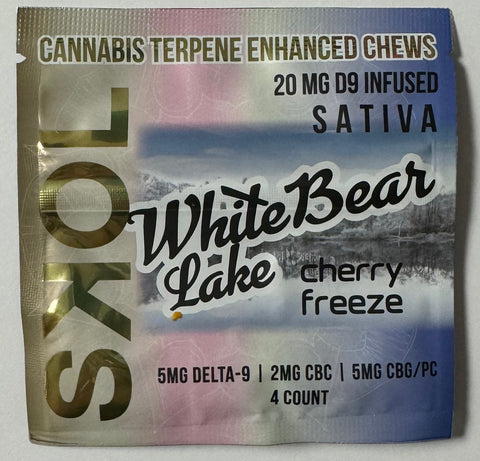 CANNABIS TERPENE ENHANCED CHEWS
20 MG D9 INFUSED
SATIVA
SKOL
White Bear
Lake
cherry
freeze
5MG DELTA-9 | 2MG CBC | 5MG CBG/PC
4 COUNT